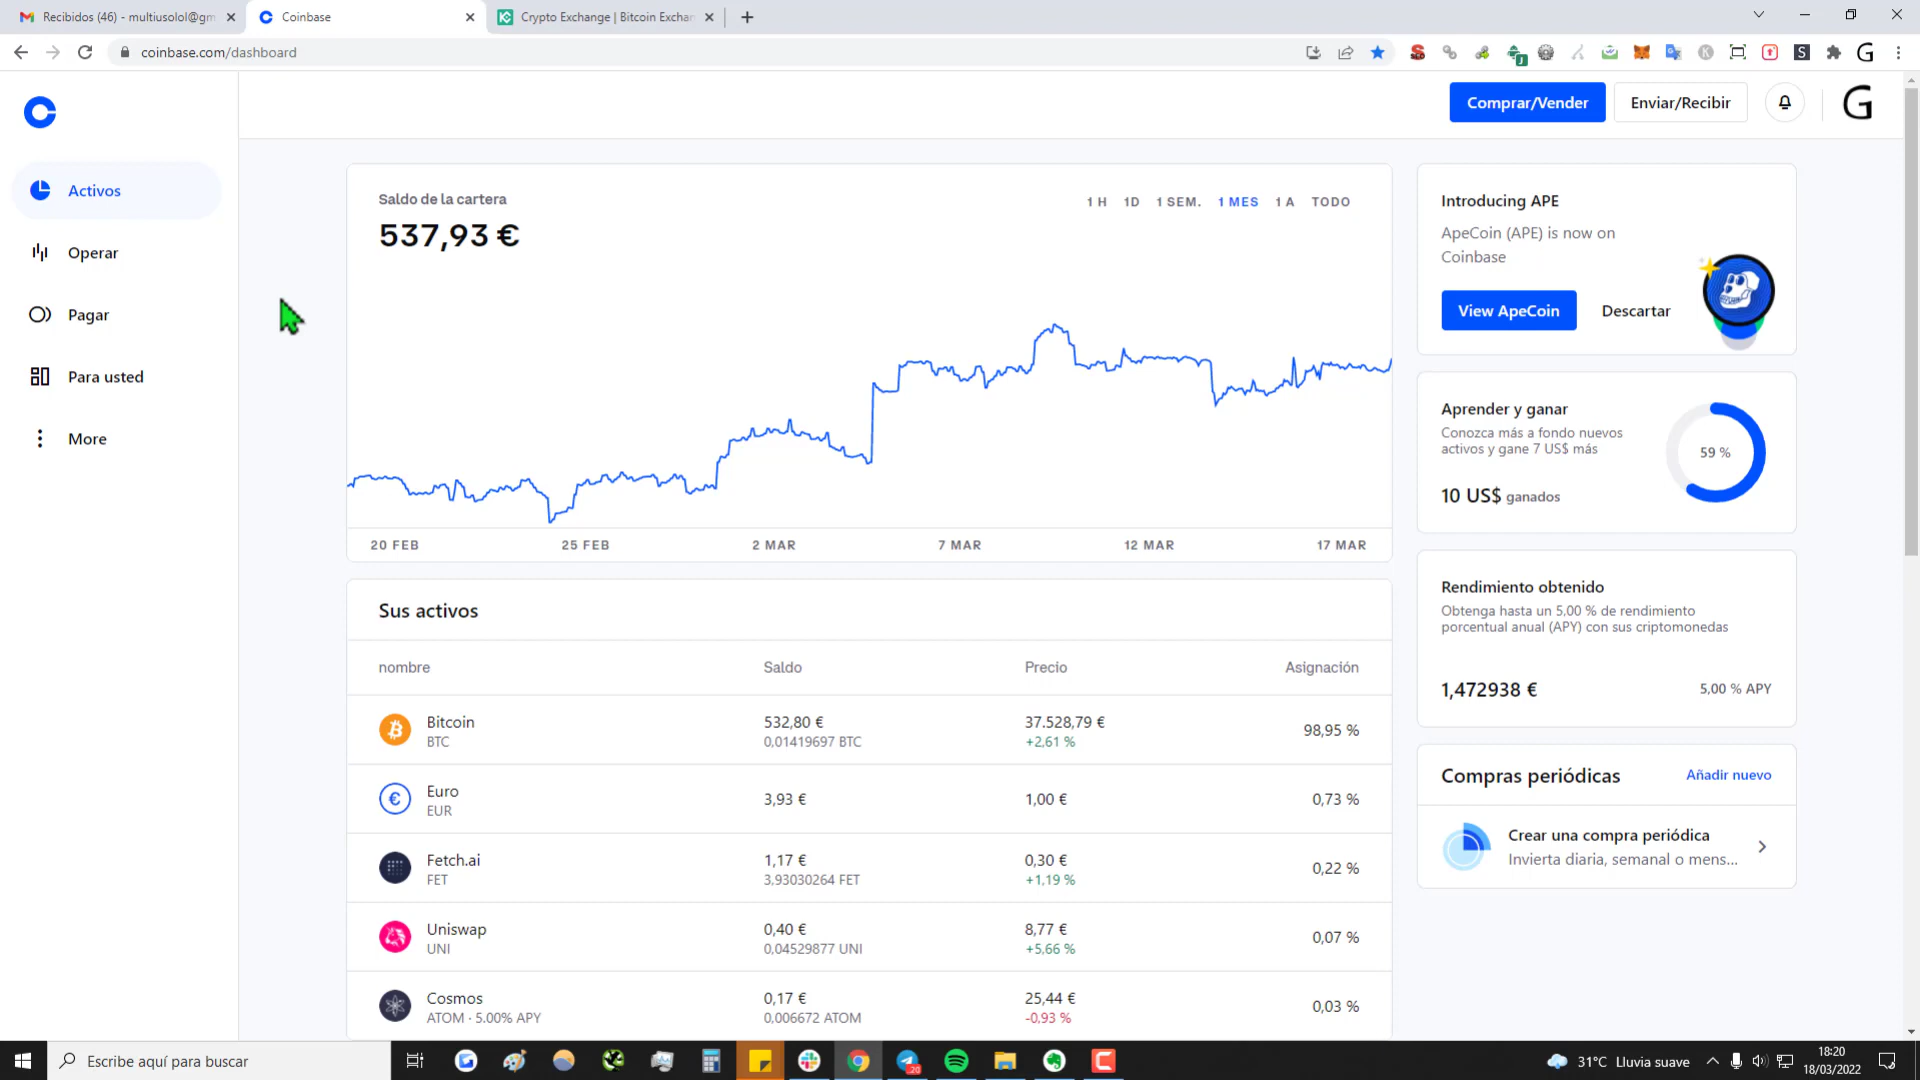 Recibidos (46) - multiusolol@gm
Coinbase
Crypto Exchange | Bitcoin Exchan
coinbase.com/dashboard
Comprar/Vender
Enviar/Recibir
G
Activos
Operar
Pagar
Para usted
More
Saldo de la cartera
537,93 €
1 H 1D 1 SEM. 1 MES 1 A TODO
20 FEB 25 FEB 2 MAR 7 MAR 12 MAR 17 MAR
Sus activos
nombre Saldo Precio Asignación
Bitcoin 532,80 € 37.528,79 € 98,95 %
BTC 0,01419697 BTC +2,61 %
Euro 3,93 € 1,00 € 0,73 %
EUR
Fetch.ai 1,17 € 0,30 € 0,22 %
FET 3,93030264 FET +1,19 %
Uniswap 0,40 € 8,77 € 0,07 %
UNI 0,04529877 UNI +5,66 %
Cosmos 0,17 € 25,44 € 0,03 %
ATOM · 5.00% APY 0,006672 ATOM -0,93 %
Introducing APE
ApeCoin (APE) is now on
Coinbase
View ApeCoin
Descartar
Aprender y ganar
Conozca más a fondo nuevos
activos y gane 7 US$ más
59 %
10 US$ ganados
Rendimiento obtenido
Obtenga hasta un 5,00 % de rendimiento
porcentual anual (APY) con sus criptomonedas
1,472938 € 5,00 % APY
Compras periódicas Añadir nuevo
Crear una compra periódica
Invierta diaria, semanal o mens...
Escribe aquí para buscar
20
31°C Lluvia suave
18:20
18/03/2022